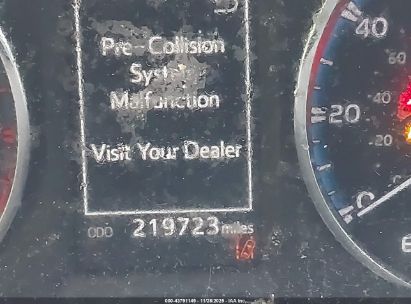 Pre-Collision
System
Malfunction
Visit Your Dealer
ODO 219723 miles
40
60
40
20
20
0